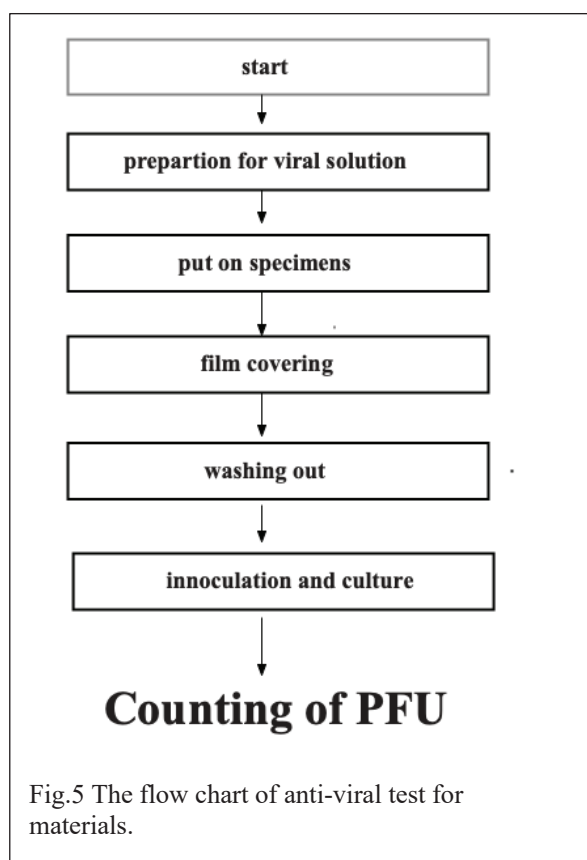 start
prepartion for viral solution
put on specimens
film covering
washing out
innoculation and culture
Counting of PFU
Fig.5 The flow chart of anti-viral test for
materials.